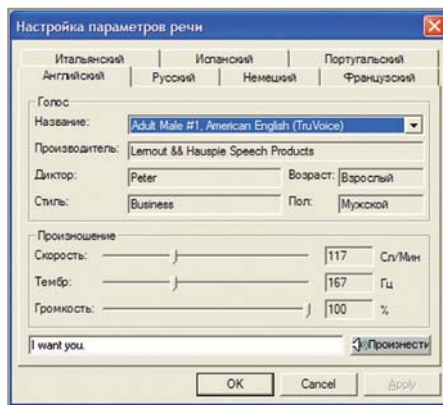 Настройка параметров речи
Итальянский Испанский Португальский
Английский Русский Немецкий Французский
Голос
Название: Adult Male #1, American English (TruVoice)
Производитель: Lernout && Hauspie Speech Products
Диктор: Peter Возраст: Взрослый
Стиль: Business Пол: Мужской
Произношение
Скорость: 117 Сл/Мин
Тембр: 167 Гц
Громкость: 100 %
I want you. Произнести
OK Cancel Apply